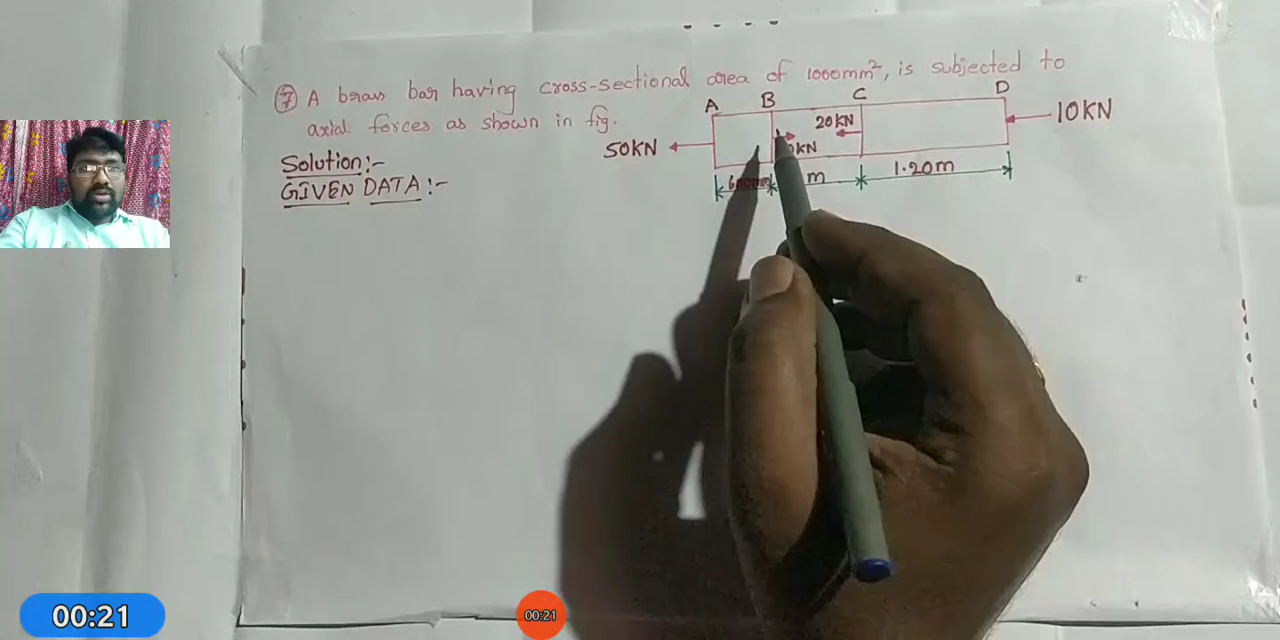 7 A brass bar having cross-sectional area of 1000mm², is subjected to
axial forces as shown in fig.
A B C D
50KN 20KN 10KN
m 1.20m
Solution:-
GIVEN DATA:-
00:21
00:21